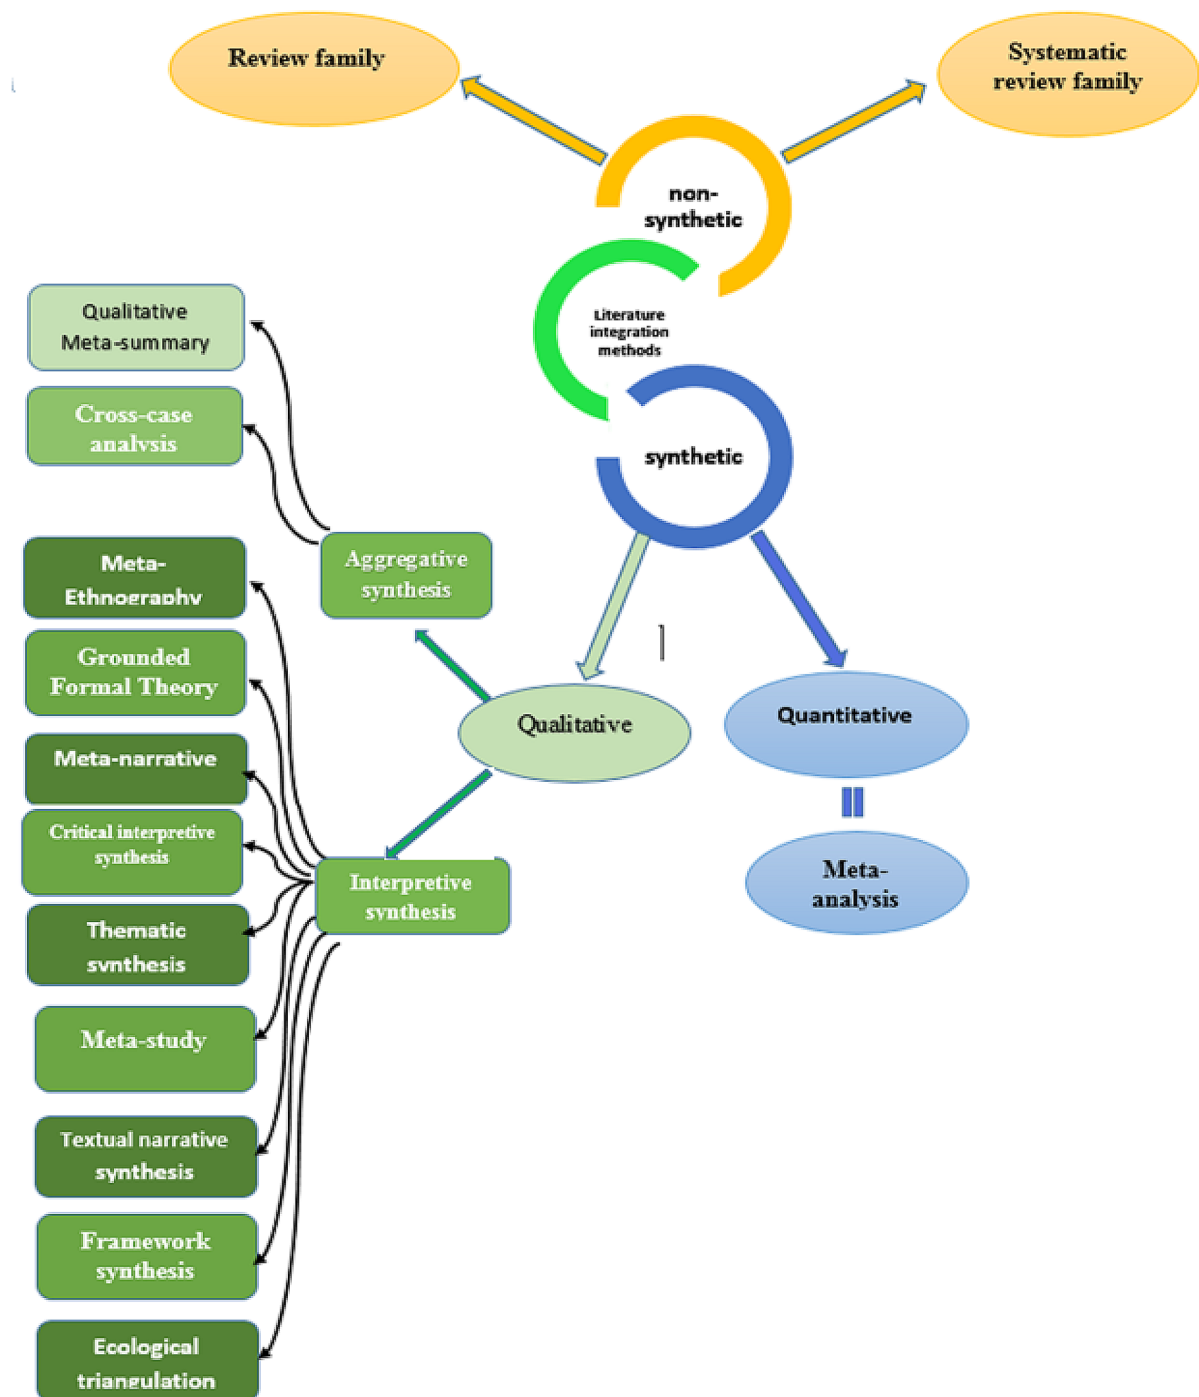 Review family
Systematic
review family
non-
synthetic
Literature
integration
methods
synthetic
Qualitative
Meta-summary
Cross-case
analysis
Aggregative
synthesis
Meta-
Ethnography
Grounded
Formal Theory
Meta-narrative
Critical interpretive
synthesis
Thematic
synthesis
Meta-study
Textual narrative
synthesis
Framework
synthesis
Ecological
triangulation
Interpretive
synthesis
Qualitative
Quantitative
Meta-
analysis